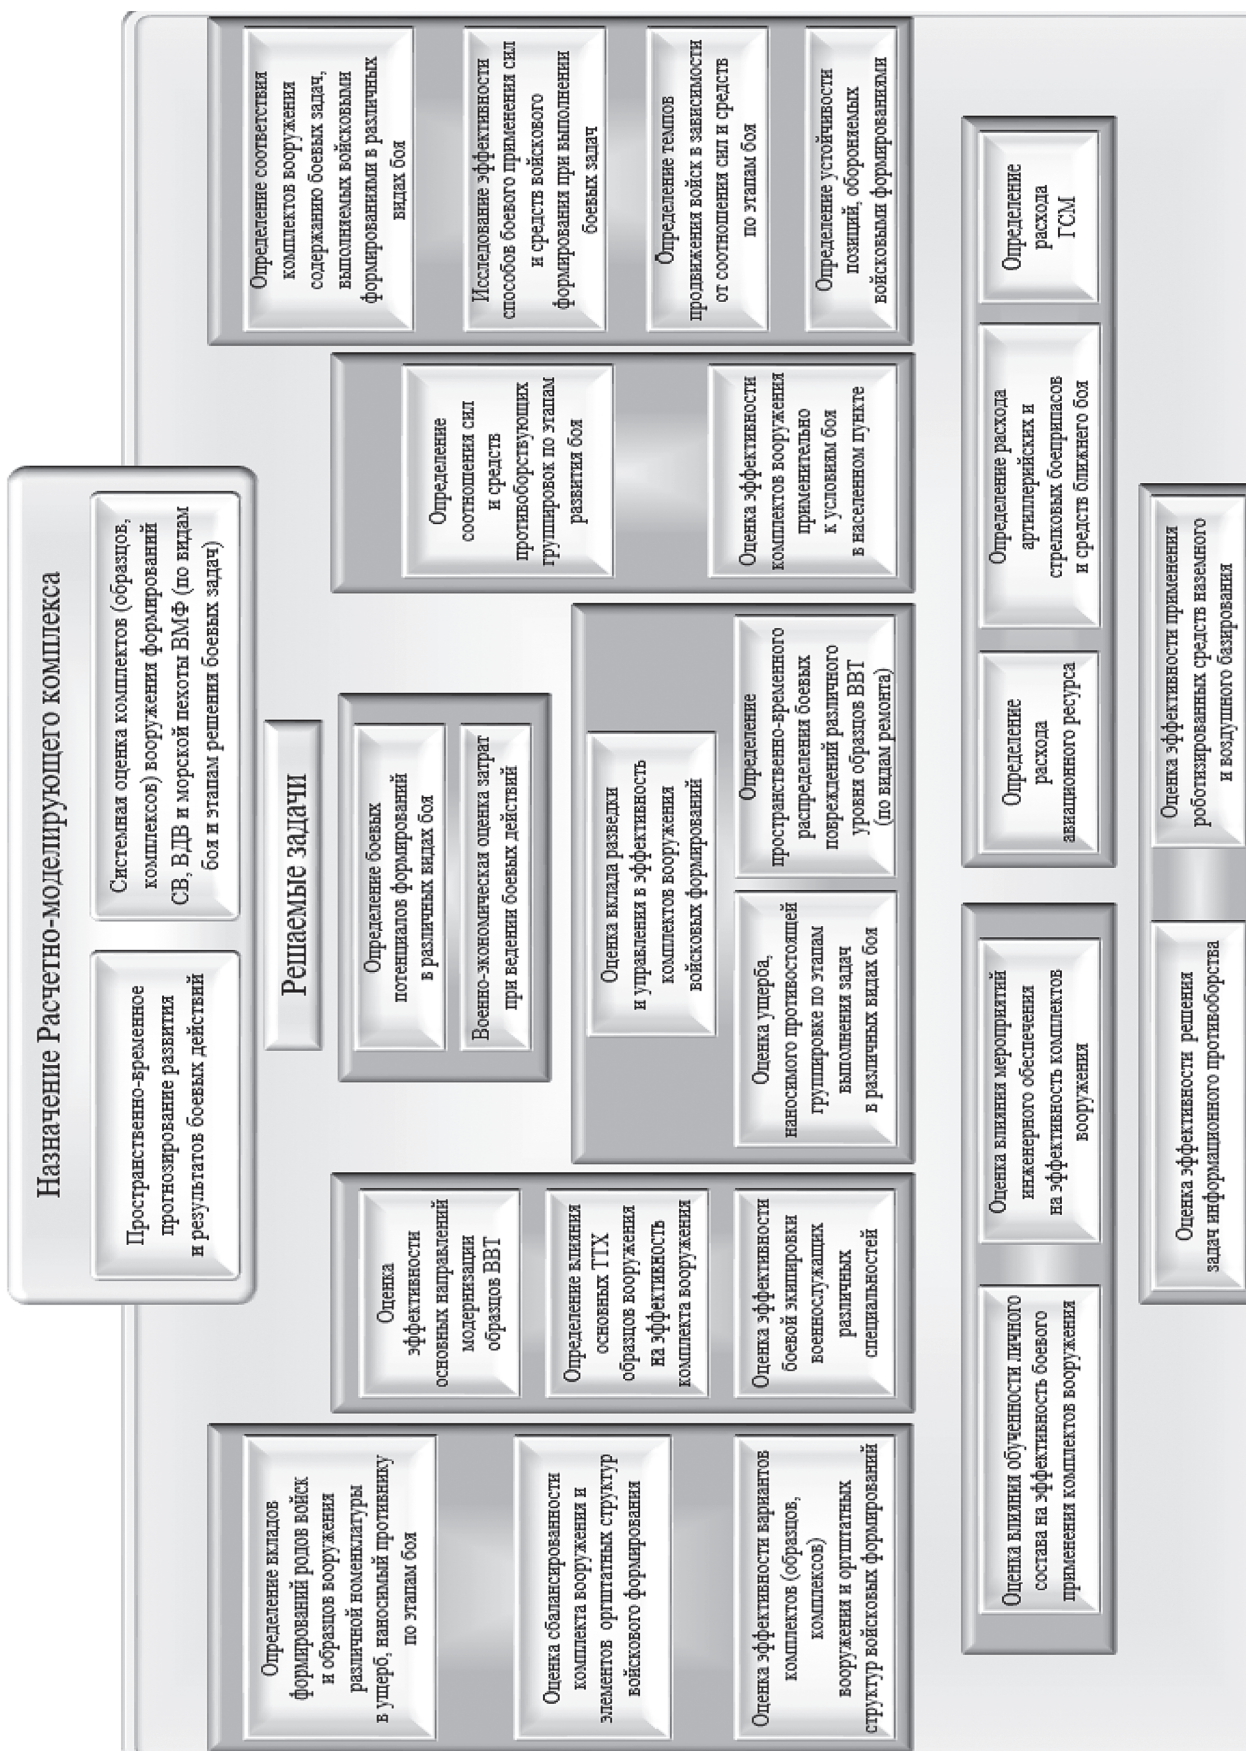 Назначение Расчетно-моделирующего комплекса
Пространственно-временное
прогнозирование развития
и результатов боевых действий
Системная оценка комплектов (образцов,
комплексов) вооружения формирований
СВ, ВДВ и морской пехоты ВМФ (по видам
боя и этапам решения боевых задач)
Решаемые задачи
Определение вкладов
формирований родов войск
и образцов вооружения
различной номенклатуры
в ущерб, наносимый противнику
по этапам боя
Оценка сбалансированности
комплекта вооружения и
элементов оргштатных структур
войскового формирования
Оценка эффективности вариантов
комплектов (образцов,
комплексов)
вооружения и оргштатных
структур войсковых формирований
Оценка
эффективности
основных направлений
модернизации
образцов ВВТ
Определение влияния
основных ТТХ
образцов вооружения
на эффективность
комплекта вооружения
Оценка эффективности
боевой экипировки
военнослужащих
различных
специальностей
Определение боевых
потенциалов формирований
в различных видах боя
Военно-экономическая оценка затрат
при ведении боевых действий
Оценка вклада разведки
и управления в эффективность
комплектов вооружения
войсковых формирований
Оценка ущерба,
наносимого противостоящей
группировке по этапам
выполнения задач
в различных видах боя
Определение
пространственно-временного
распределения боевых
повреждений различного
уровня образцов ВВТ
(по видам ремонта)
Определение
соотношения сил
и средств
противоборствующих
группировок по этапам
развития боя
Оценка эффективности
комплектов вооружения
применительно
к условиям боя
в населенном пункте
Определение соответствия
комплектов вооружения
содержанию боевых задач,
выполняемых войсковыми
формированиями в различных
видах боя
Исследование эффективности
способов боевого применения сил
и средств войскового
формирования при выполнении
боевых задач
Определение темпов
продвижения войск в зависимости
от соотношения сил и средств
по этапам боя
Определение устойчивости
позиций, обороняемых
войсковыми формированиями
Оценка влияния обученности личного
состава на эффективность боевого
применения комплектов вооружения
Оценка влияния мероприятий
инженерного обеспечения
на эффективность комплектов
вооружения
Определение
расхода
авиационного ресурса
Определение расхода
артиллерийских и
стрелковых боеприпасов
и средств ближнего боя
Определение
расхода
ГСМ
Оценка эффективности решения
задач информационного противоборства
Оценка эффективности применения
роботизированных средств наземного
и воздушного базирования